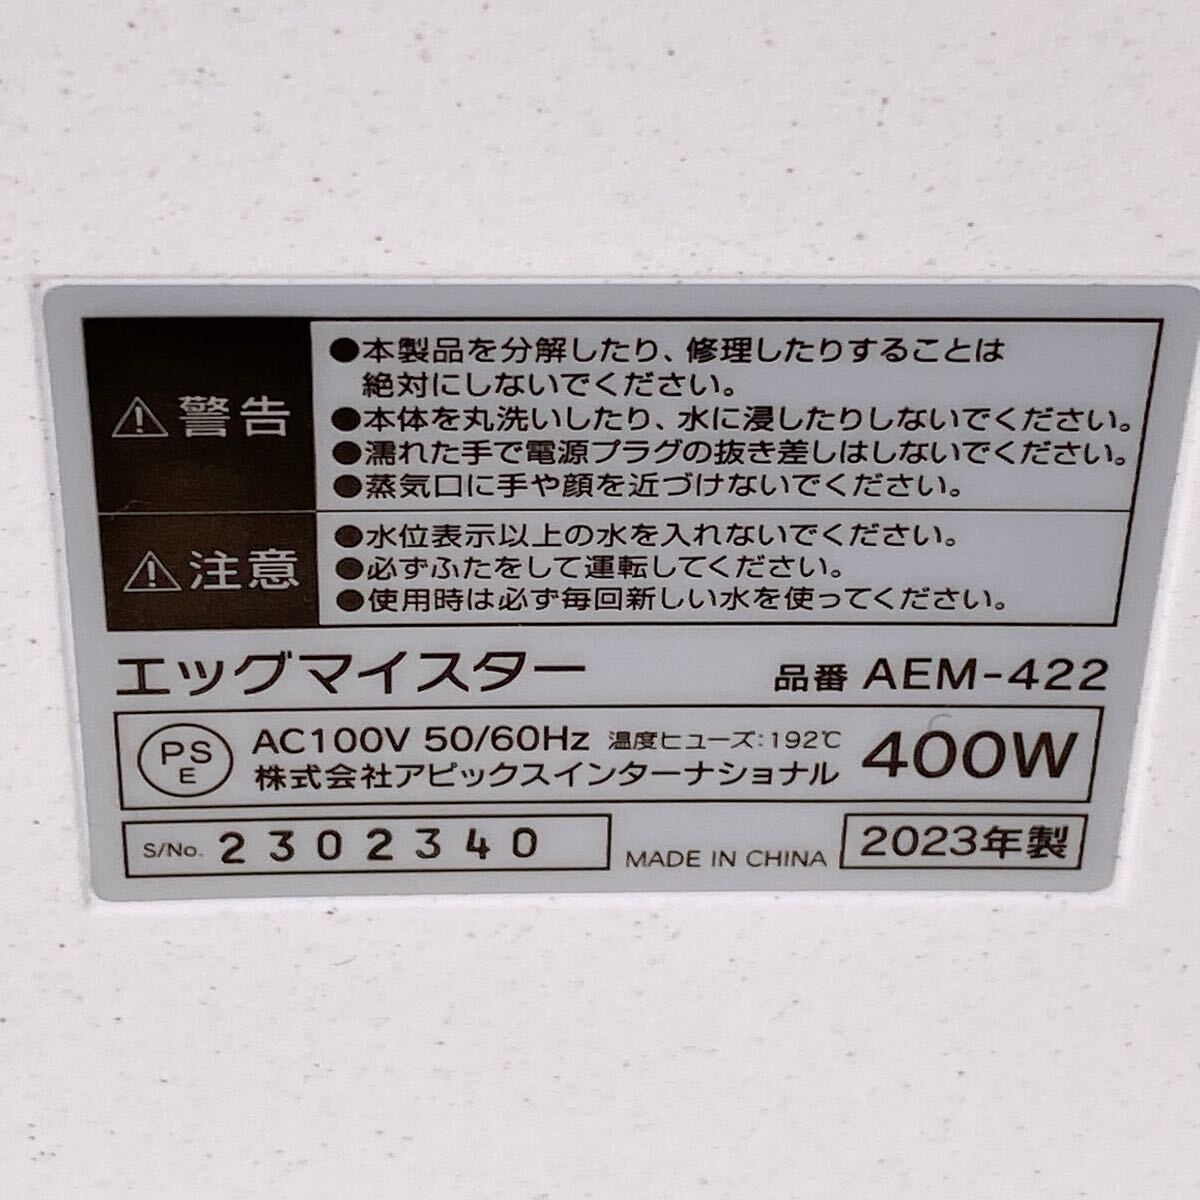 ⚠警告
●本製品を分解したり、修理したりすることは
絶対にしないでください。
●本体を丸洗いしたり、水に浸したりしないでください。
●濡れた手で電源プラグの抜き差しはしないでください。
●蒸気口に手や顔を近づけないでください。
⚠注意
●水位表示以上の水を入れないでください。
●必ずふたをして運転してください。
●使用時は必ず毎回新しい水を使ってください。
エッグマイスター 品番 AEM-422
PS
E
AC100V 50/60Hz 温度ヒューズ:192℃ 400W
株式会社アピックスインターナショナル
S/No. 2302340 MADE IN CHINA 2023年製